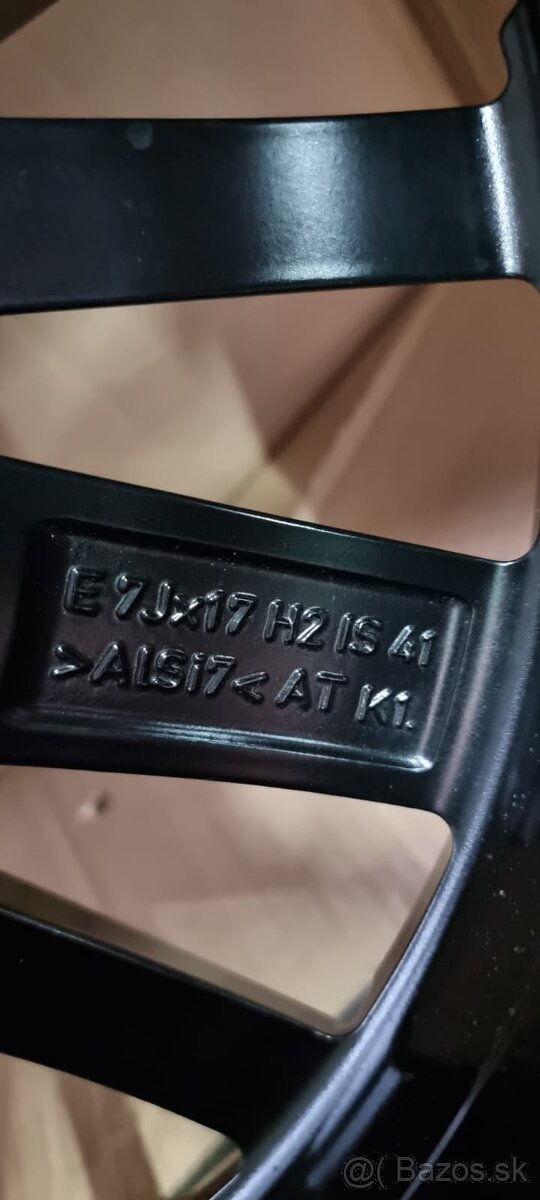 E 7Jx17 H2 IS 41
>AlSi7< AT K1.
@( Bazos.sk